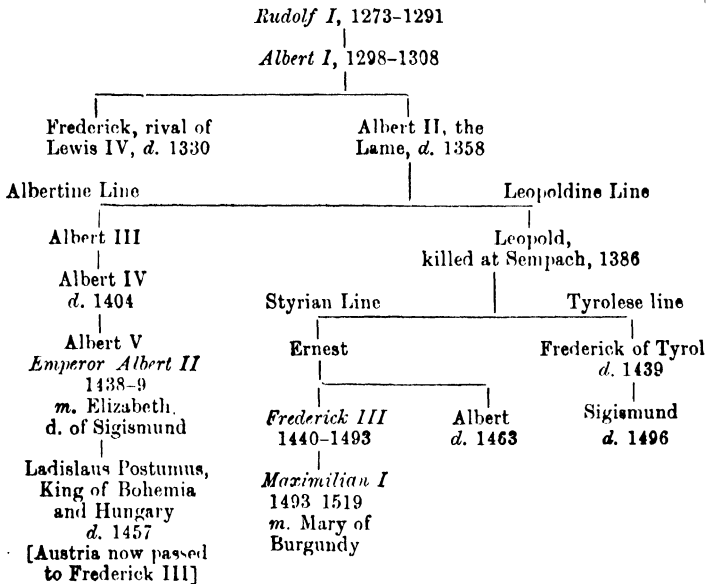 Rudolf I, 1273–1291
Albert I, 1298–1308
Frederick, rival of
Lewis IV, d. 1330
Albert II, the
Lame, d. 1358
Albertine Line
Leopoldine Line
Albert III
Albert IV
d. 1404
Albert V
Emperor Albert II
1438–9
m. Elizabeth,
d. of Sigismund
Ladislaus Postumus,
King of Bohemia
and Hungary
d. 1457
[Austria now passed
to Frederick III]
Leopold,
killed at Sempach, 1386
Styrian Line
Tyrolese line
Ernest
Frederick III
1440–1493
Maximilian I
1493 1519
m. Mary of
Burgundy
Albert
d. 1463
Frederick of Tyrol
d. 1439
Sigismund
d. 1496